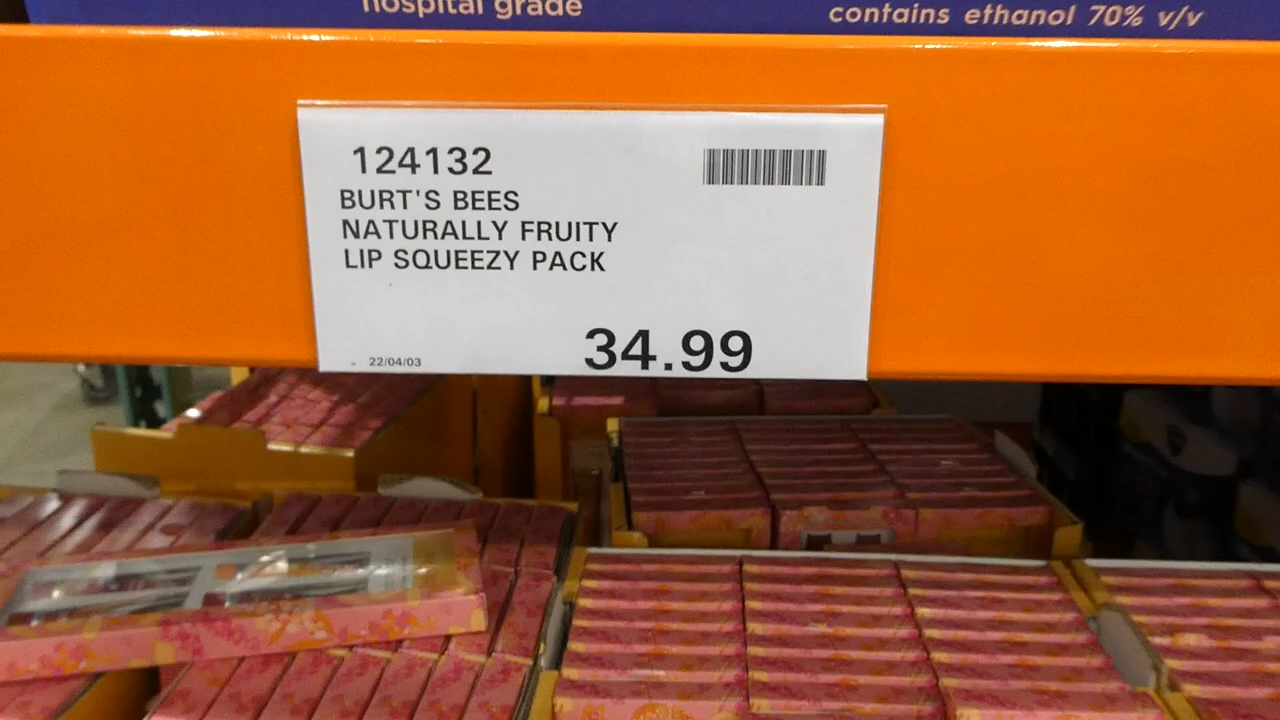 hospital grade
contains ethanol 70% v/v
124132
BURT'S BEES
NATURALLY FRUITY
LIP SQUEEZY PACK
34.99
22/04/03